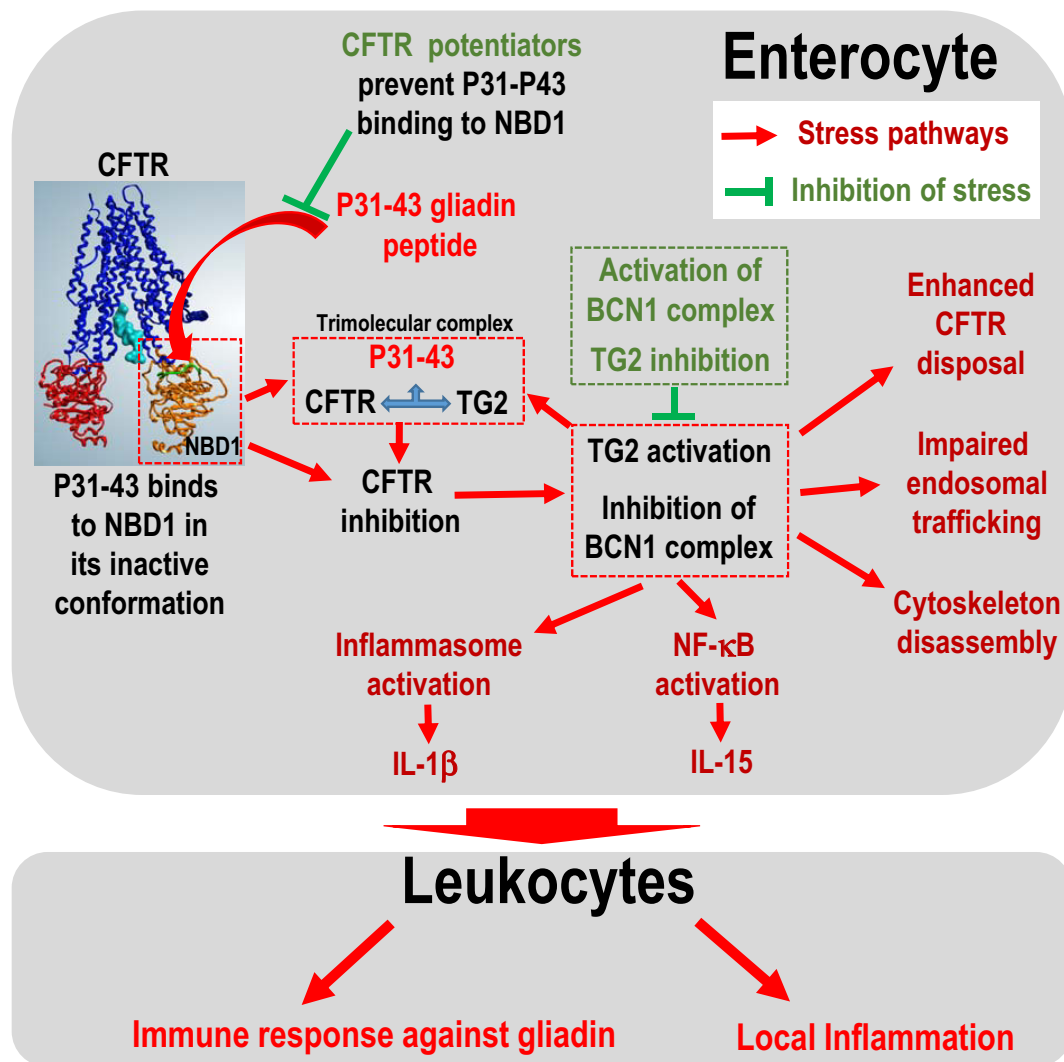 CFTR potentiators
prevent P31-P43
binding to NBD1
Enterocyte
Stress pathways
Inhibition of stress
CFTR
NBD1
P31-43 binds
to NBD1 in
its inactive
conformation
P31-43 gliadin
peptide
Trimolecular complex
P31-43
CFTR TG2
CFTR
inhibition
Activation of
BCN1 complex
TG2 inhibition
TG2 activation
Inhibition of
BCN1 complex
Enhanced
CFTR
disposal
Impaired
endosomal
trafficking
Cytoskeleton
disassembly
Inflammasome
activation
IL-1β
NF-κB
activation
IL-15
Leukocytes
Immune response against gliadin
Local Inflammation